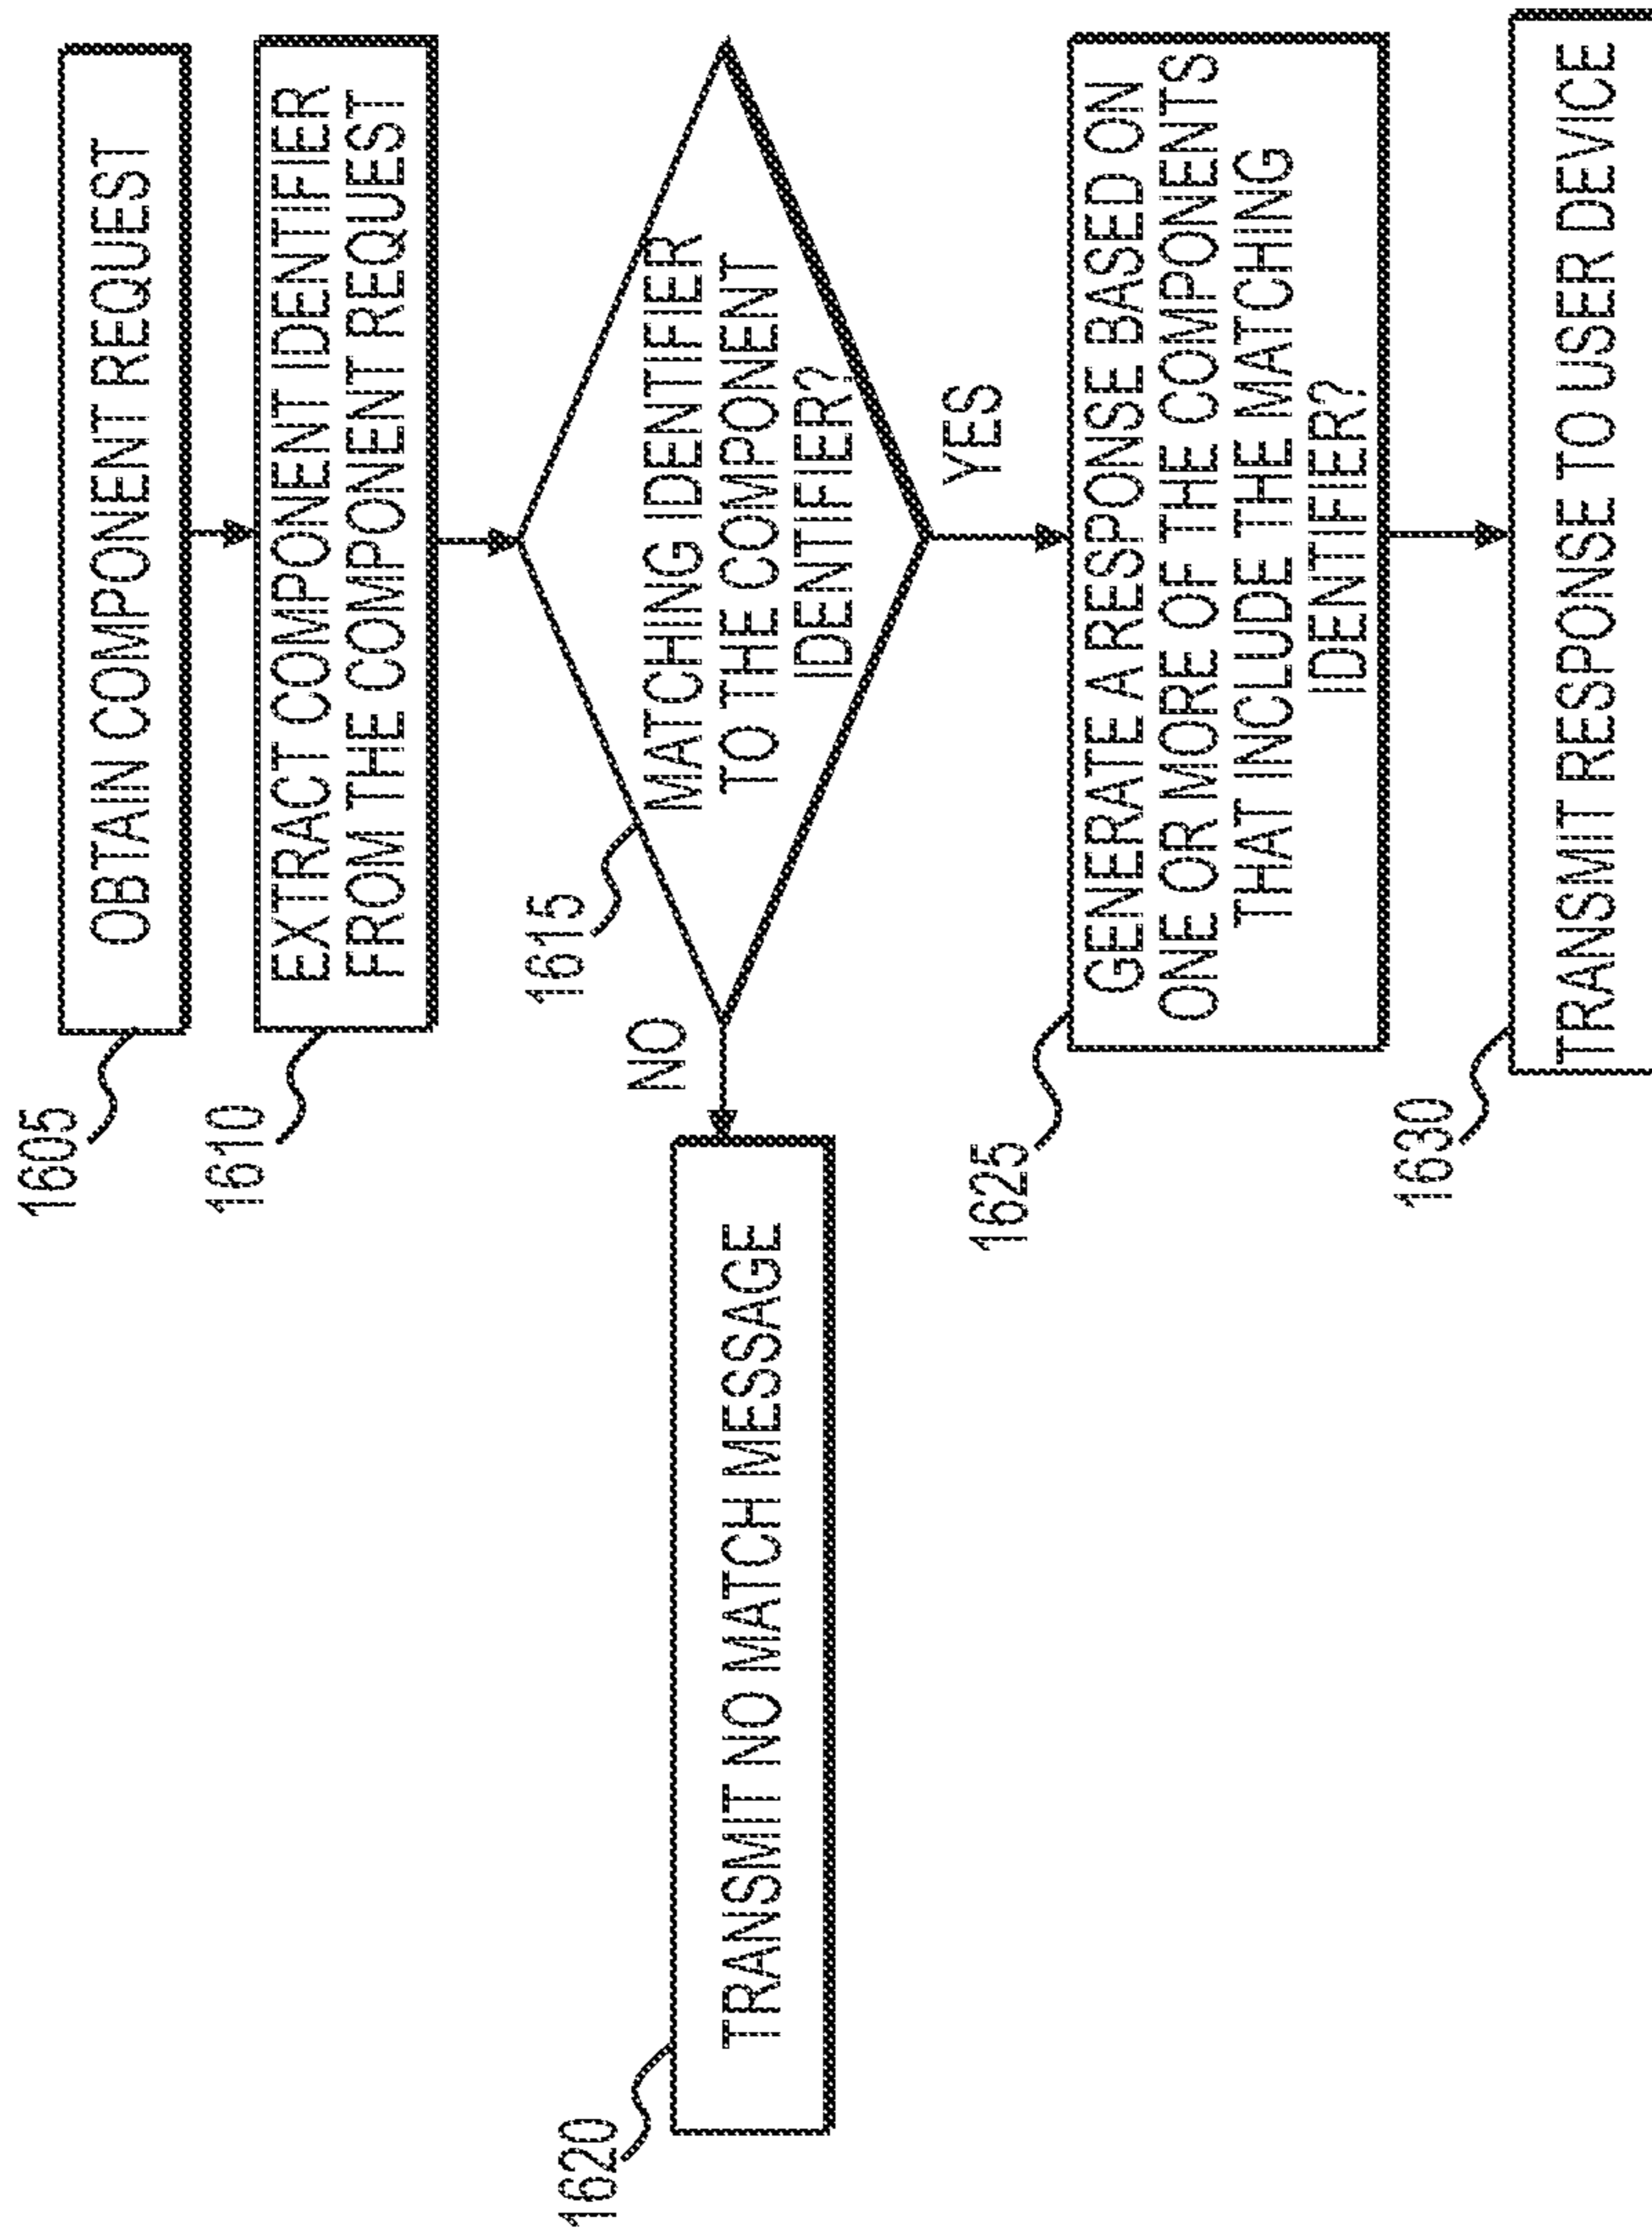 1605
OBTAIN COMPONENT REQUEST
1610
EXTRACT COMPONENT IDENTIFIER
FROM THE COMPONENT REQUEST
1615
MATCHING IDENTIFIER
TO THE COMPONENT
IDENTIFIER?
NO
1620
TRANSMIT NO MATCH MESSAGE
YES
1625
GENERATE A RESPONSE BASED ON
ONE OR MORE OF THE COMPONENTS
THAT INCLUDE THE MATCHING
IDENTIFIER?
1630
TRANSMIT RESPONSE TO USER DEVICE